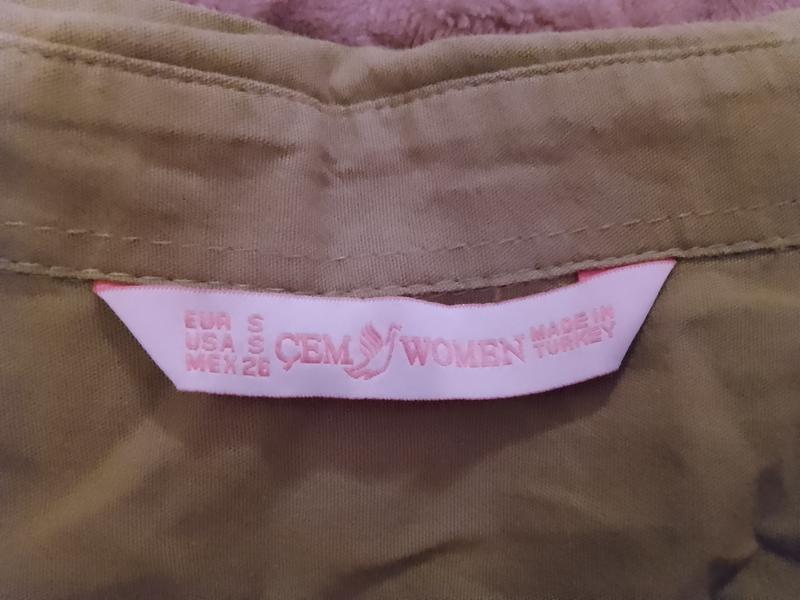 EUR S
USA S
MEX 26
ÇEM WOMEN
MADE IN
TURKEY